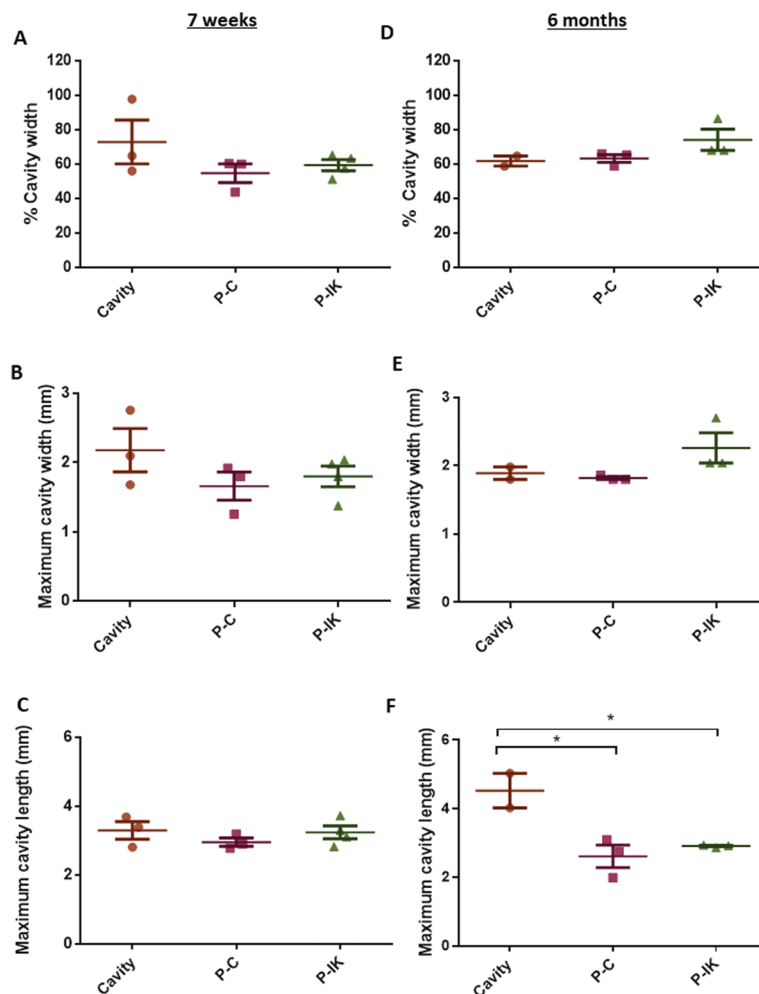 7 weeks
6 months
A
% Cavity width
120
100
80
60
40
20
0
Cavity
P-C
P-IK
D
% Cavity width
120
100
80
60
40
20
0
Cavity
P-C
P-IK
B
Maximum cavity width (mm)
3
2
1
0
Cavity
P-C
P-IK
E
Maximum cavity width (mm)
3
2
1
0
Cavity
P-C
P-IK
C
Maximum cavity length (mm)
6
4
2
0
Cavity
P-C
P-IK
F
Maximum cavity length (mm)
6
4
2
0
*
*
Cavity
P-C
P-IK